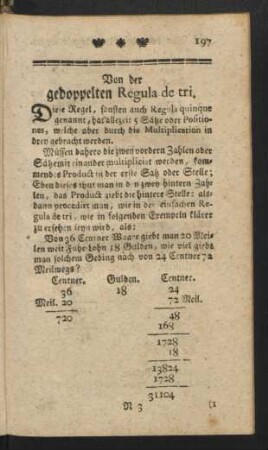 197
Von der
gedoppelten Regula de tri,
Diese Regel, sonsten auch Regula quinque
genannt, hat allezeit 5 Sätze oder Positio-
nes, welche aber durch die Multiplication in
drey gebracht werden.
Müssen dahero die zwey vordern Zahlen oder
Sätze mit einander multipliciet werden, kom-
mende Product in der erste Satz oder Stelle;
Eben dieses thut man in den zwey hintern Zah-
len, das Product ziebt die hintere Stelle: als-
dann procediet man, wie in der einfachen Re-
gula de tri, wie in folgenden Exempeln klärer
zu ersehen seyn wird, als:
Von 36 Centner Waare giebt man 20 Mei-
len weit Fuhr-Lohn 18 Gulden, wie viel giebt
man solchem Geding nach von 24 Centner 72
Meilwegs?
Centner. Gulden. Centner.
36 18 24
Meil. 20 72 Meil.
720 48
168
1728
18
13824
1728
31104
N 3